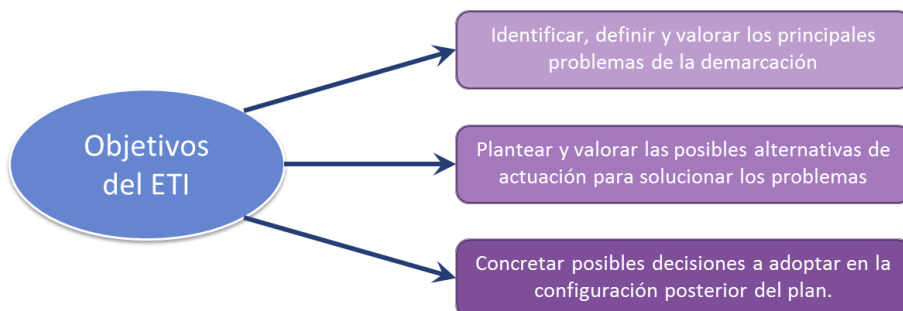 Objetivos
del ETI
Identificar, definir y valorar los principales
problemas de la demarcación
Plantear y valorar las posibles alternativas de
actuación para solucionar los problemas
Concretar posibles decisiones a adoptar en la
configuración posterior del plan.